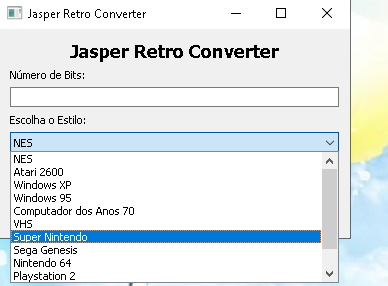 Jasper Retro Converter
Jasper Retro Converter
Número de Bits:
Escolha o Estilo:
NES
NES
Atari 2600
Windows XP
Windows 95
Computador dos Anos 70
VHS
Super Nintendo
Sega Genesis
Nintendo 64
Playstation 2